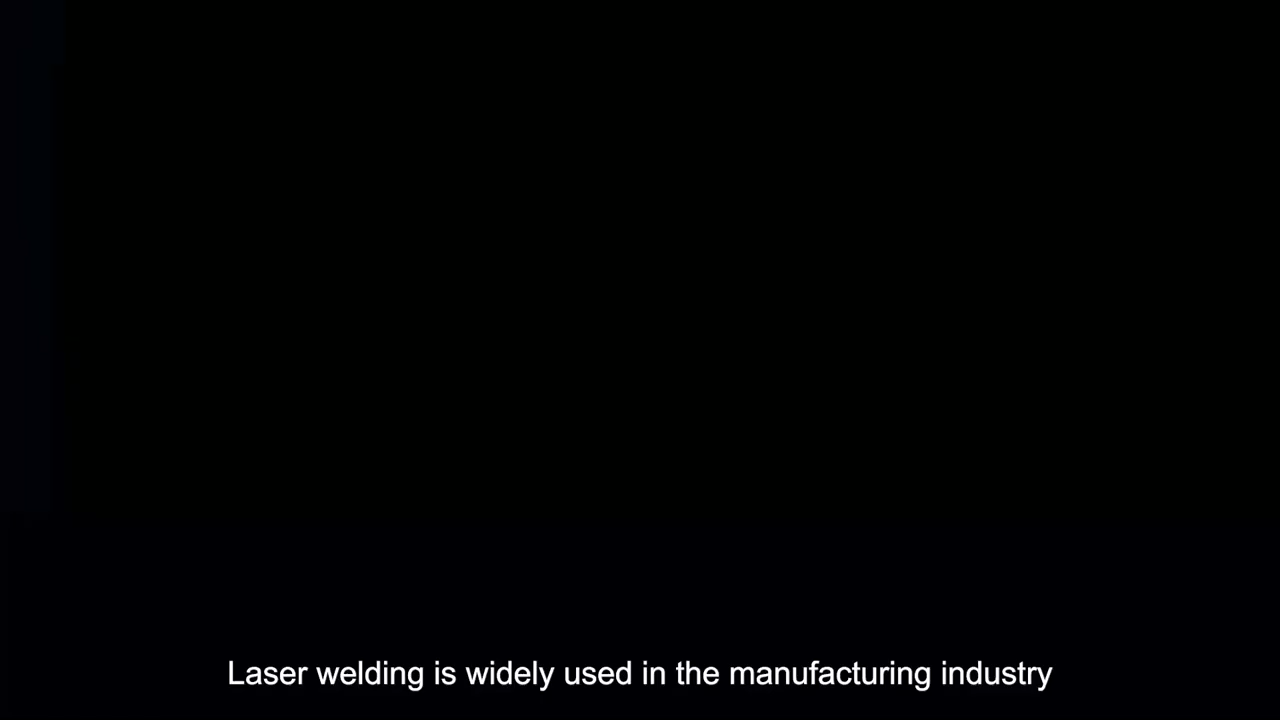 Laser welding is widely used in the manufacturing industry